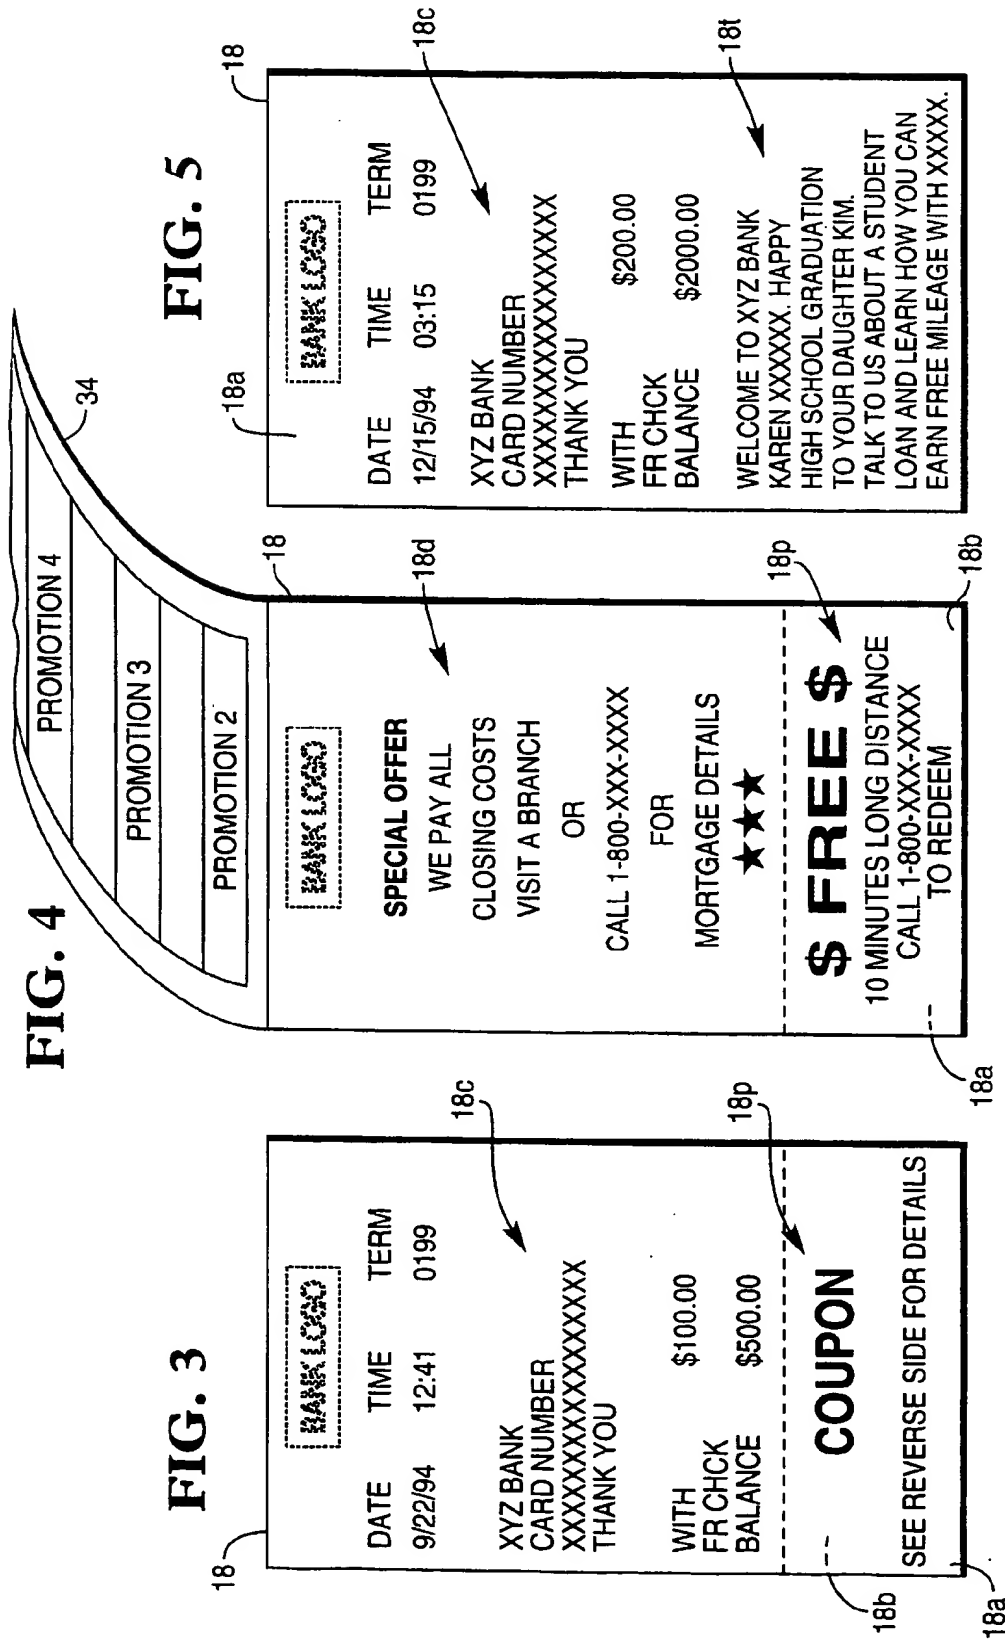 FIG. 3
18
BANK LOGO
DATE TIME TERM
9/22/94 12:41 0199
18c
XYZ BANK
CARD NUMBER
XXXXXXXXXXXXXXXXXXX
THANK YOU
WITH $100.00
FR CHCK
BALANCE $500.00
18p
COUPON
18b
SEE REVERSE SIDE FOR DETAILS
18a
FIG. 4
34
PROMOTION 4
PROMOTION 3
PROMOTION 2
18
BANK LOGO
18d
SPECIAL OFFER
WE PAY ALL
CLOSING COSTS
VISIT A BRANCH
OR
CALL 1-800-XXX-XXXX
FOR
MORTGAGE DETAILS
★★★
18p
$ FREE $
10 MINUTES LONG DISTANCE
CALL 1-800-XXX-XXXX
TO REDEEM
18b
18a
FIG. 5
18
18a
BANK LOGO
DATE TIME TERM
12/15/94 03:15 0199
18c
XYZ BANK
CARD NUMBER
XXXXXXXXXXXXXXXXXXX
THANK YOU
WITH $200.00
FR CHCK
BALANCE $2000.00
18t
WELCOME TO XYZ BANK
KAREN XXXXXX. HAPPY
HIGH SCHOOL GRADUATION
TO YOUR DAUGHTER KIM.
TALK TO US ABOUT A STUDENT
LOAN AND LEARN HOW YOU CAN
EARN FREE MILEAGE WITH XXXXX.